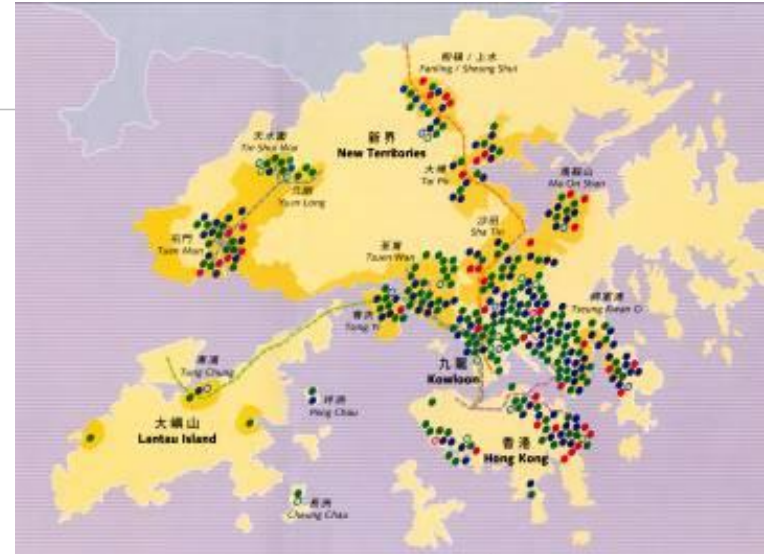 粉嶺 / 上水
Fanling / Sheung Shui
天水圍
Tin Shui Wai
新界
New Territories
元朗
Yuen Long
大埔
Tai Po
馬鞍山
Ma On Shan
沙田
Sha Tin
屯門
Tuen Mun
荃灣
Tsuen Wan
將軍澳
Tseung Kwan O
青衣
Tsing Yi
九龍
Kowloon
東涌
Tung Chung
坪洲
Peng Chau
大嶼山
Lantau Island
香港
Hong Kong
長洲
Cheung Chau